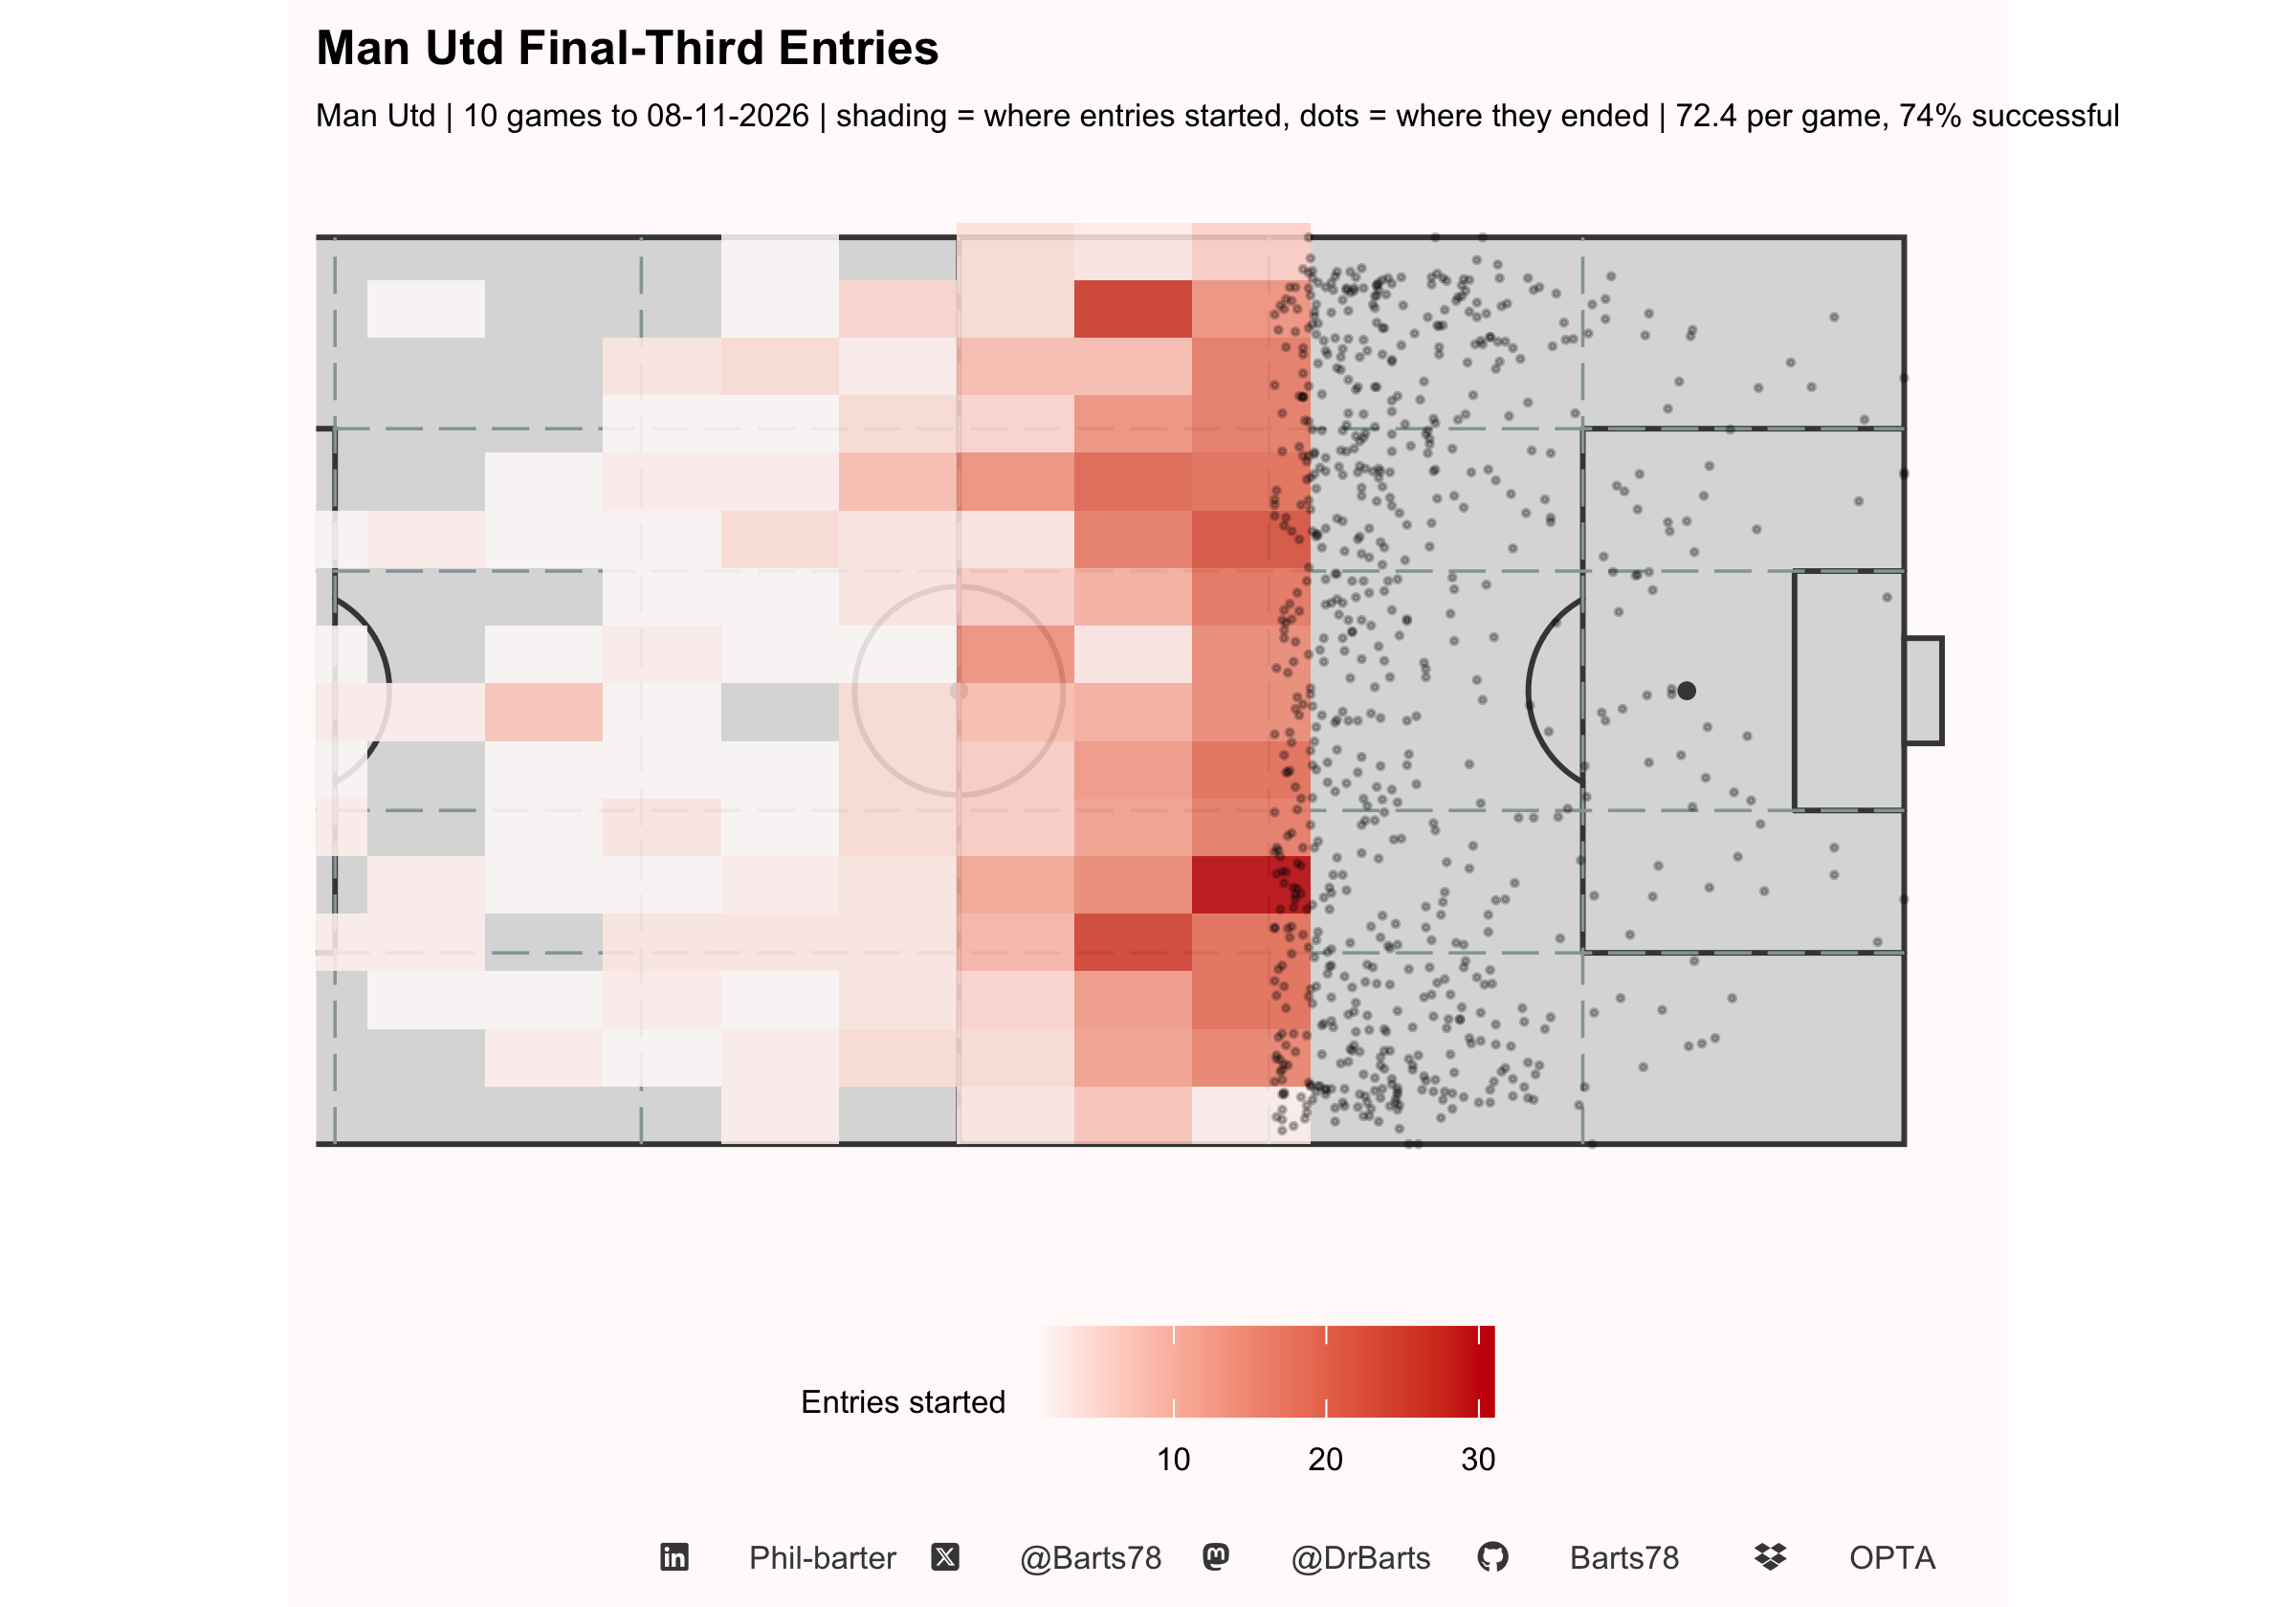 Man Utd Final-Third Entries
Man Utd | 10 games to 08-11-2026 | shading = where entries started, dots = where they ended | 72.4 per game, 74% successful
Entries started
10 20 30
Phil-barter @Barts78 @DrBarts Barts78 OPTA